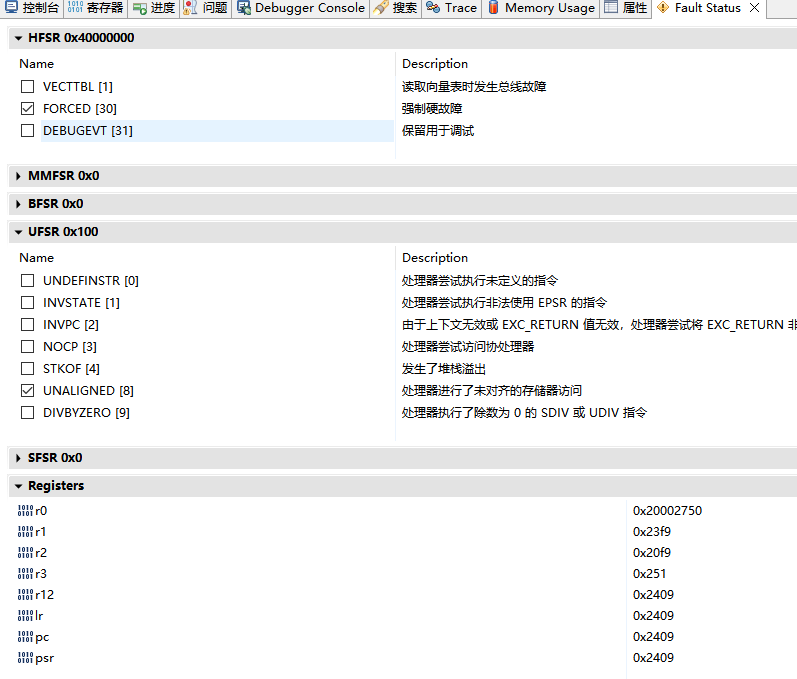 控制台 寄存器 进度 问题 Debugger Console 搜索 Trace Memory Usage 属性 Fault Status
HFSR 0x40000000
Name Description
VECTTBL [1] 读取向量表时发生总线故障
FORCED [30] 强制硬故障
DEBUGEVT [31] 保留用于调试
MMFSR 0x0
BFSR 0x0
UFSR 0x100
Name Description
UNDEFINSTR [0] 处理器尝试执行未定义的指令
INVSTATE [1] 处理器尝试执行非法使用 EPSR 的指令
INVPC [2] 由于上下文无效或 EXC_RETURN 值无效，处理器尝试将 EXC_RETURN 非
NOCP [3] 处理器尝试访问协处理器
STKOF [4] 发生了堆栈溢出
UNALIGNED [8] 处理器进行了未对齐的存储器访问
DIVBYZERO [9] 处理器执行了除数为 0 的 SDIV 或 UDIV 指令
SFSR 0x0
Registers
r0 0x20002750
r1 0x23f9
r2 0x20f9
r3 0x251
r12 0x2409
lr 0x2409
pc 0x2409
psr 0x2409